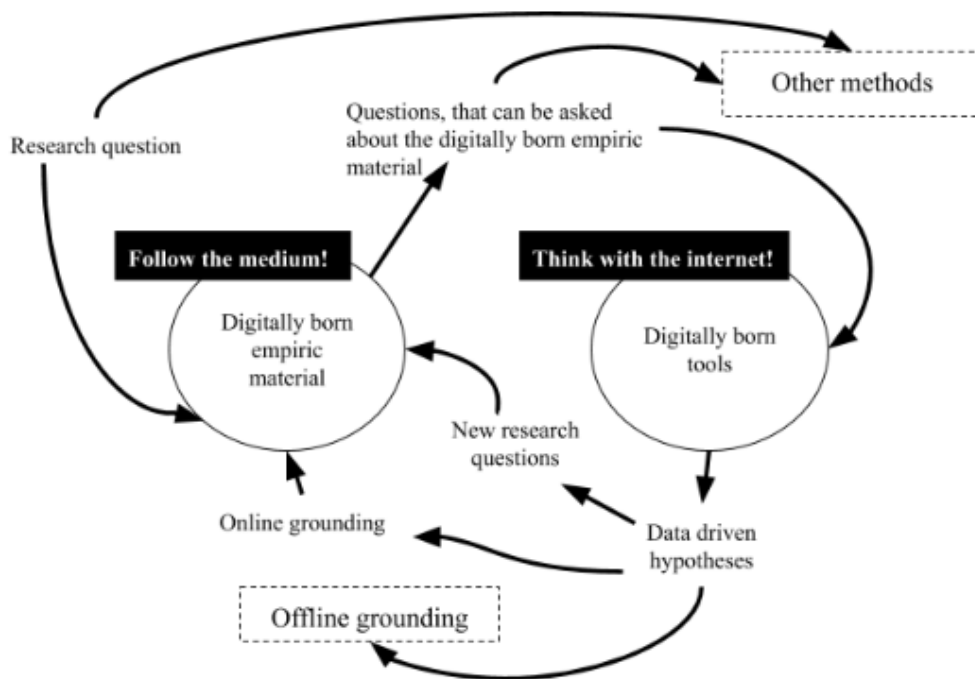 Other methods
Questions, that can be asked
about the digitally born empiric
material
Research question
Follow the medium!
Think with the internet!
Digitally born
empiric
material
Digitally born
tools
New research
questions
Online grounding
Data driven
hypotheses
Offline grounding